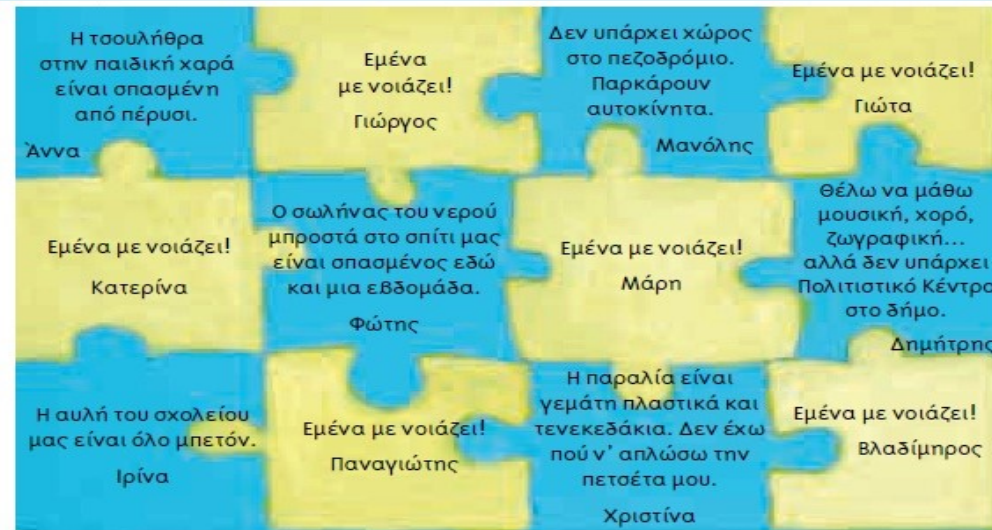 Η τσουλήθρα
στην παιδική χαρά
είναι σπασμένη
από πέρυσι.
Άννα
Εμένα
με νοιάζει!
Γιώργος
Δεν υπάρχει χώρος
στο πεζοδρόμιο.
Παρκάρουν
αυτοκίνητα.
Μανόλης
Εμένα με νοιάζει!
Γιώτα
Εμένα με νοιάζει!
Κατερίνα
Ο σωλήνας του νερού
μπροστά στο σπίτι μας
είναι σπασμένος εδώ
και μια εβδομάδα.
Φώτης
Εμένα με νοιάζει!
Μάρη
Θέλω να μάθω
μουσική, χορό,
ζωγραφική...
αλλά δεν υπάρχει
Πολιτιστικό Κέντρο
στο δήμο.
Δημήτρης
Η αυλή του σχολείου
μας είναι όλο μπετόν.
Ιρίνα
Εμένα με νοιάζει!
Παναγιώτης
Η παραλία είναι
γεμάτη πλαστικά και
τενεκεδάκια. Δεν έχω
πού ν' απλώσω την
πετσέτα μου.
Χριστίνα
Εμένα με νοιάζει!
Βλαδίμηρος